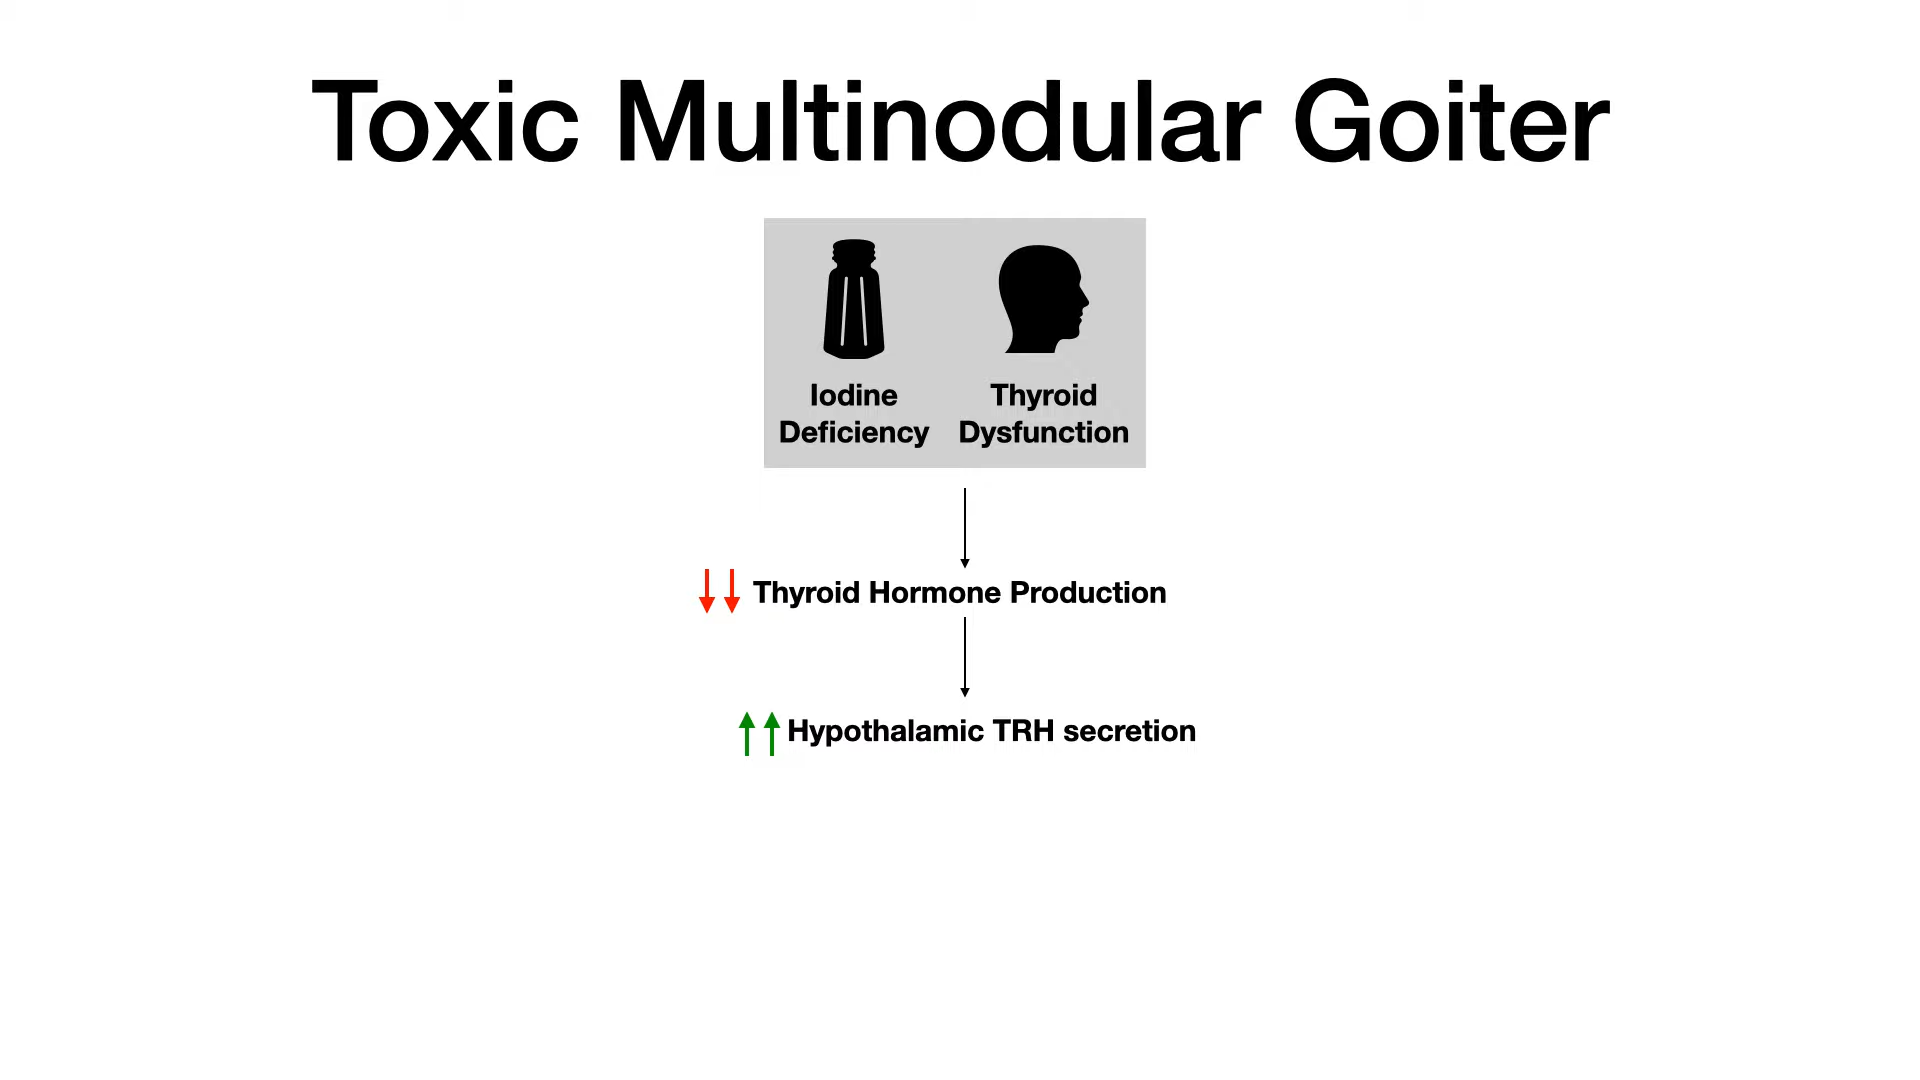 Toxic Multinodular Goiter
Iodine
Deficiency
Thyroid
Dysfunction
Thyroid Hormone Production
Hypothalamic TRH secretion